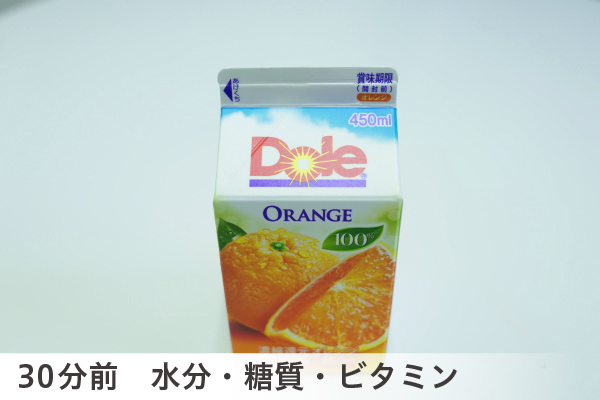 あけくち
賞味期限
(開封前)
オレンジ
450ml
Dole®
ORANGE
100%
30分前　水分・糖質・ビタミン